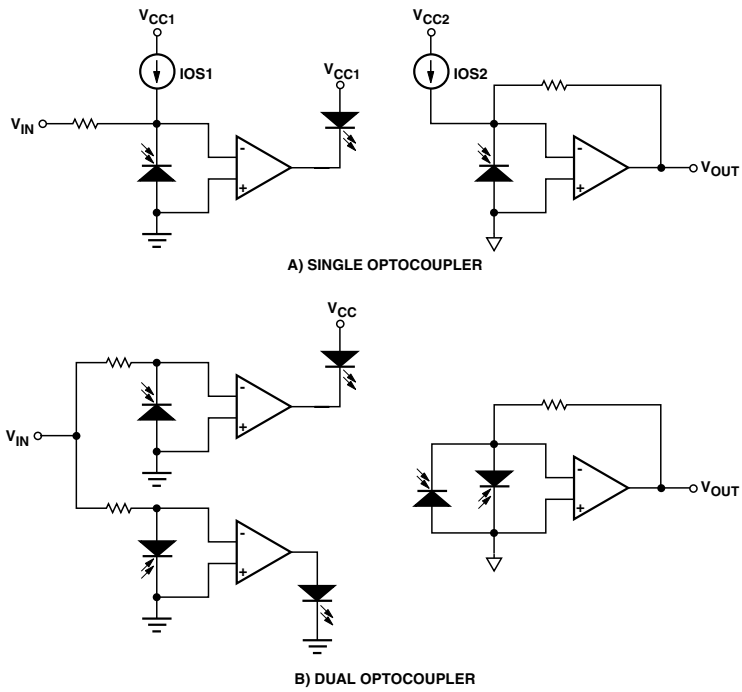 VCC1
IOS1
VIN
VCC1
-
+
VCC2
IOS2
-
+
VOUT
A) SINGLE OPTOCOUPLER
VCC
-
+
VIN
-
+
-
+
VOUT
B) DUAL OPTOCOUPLER